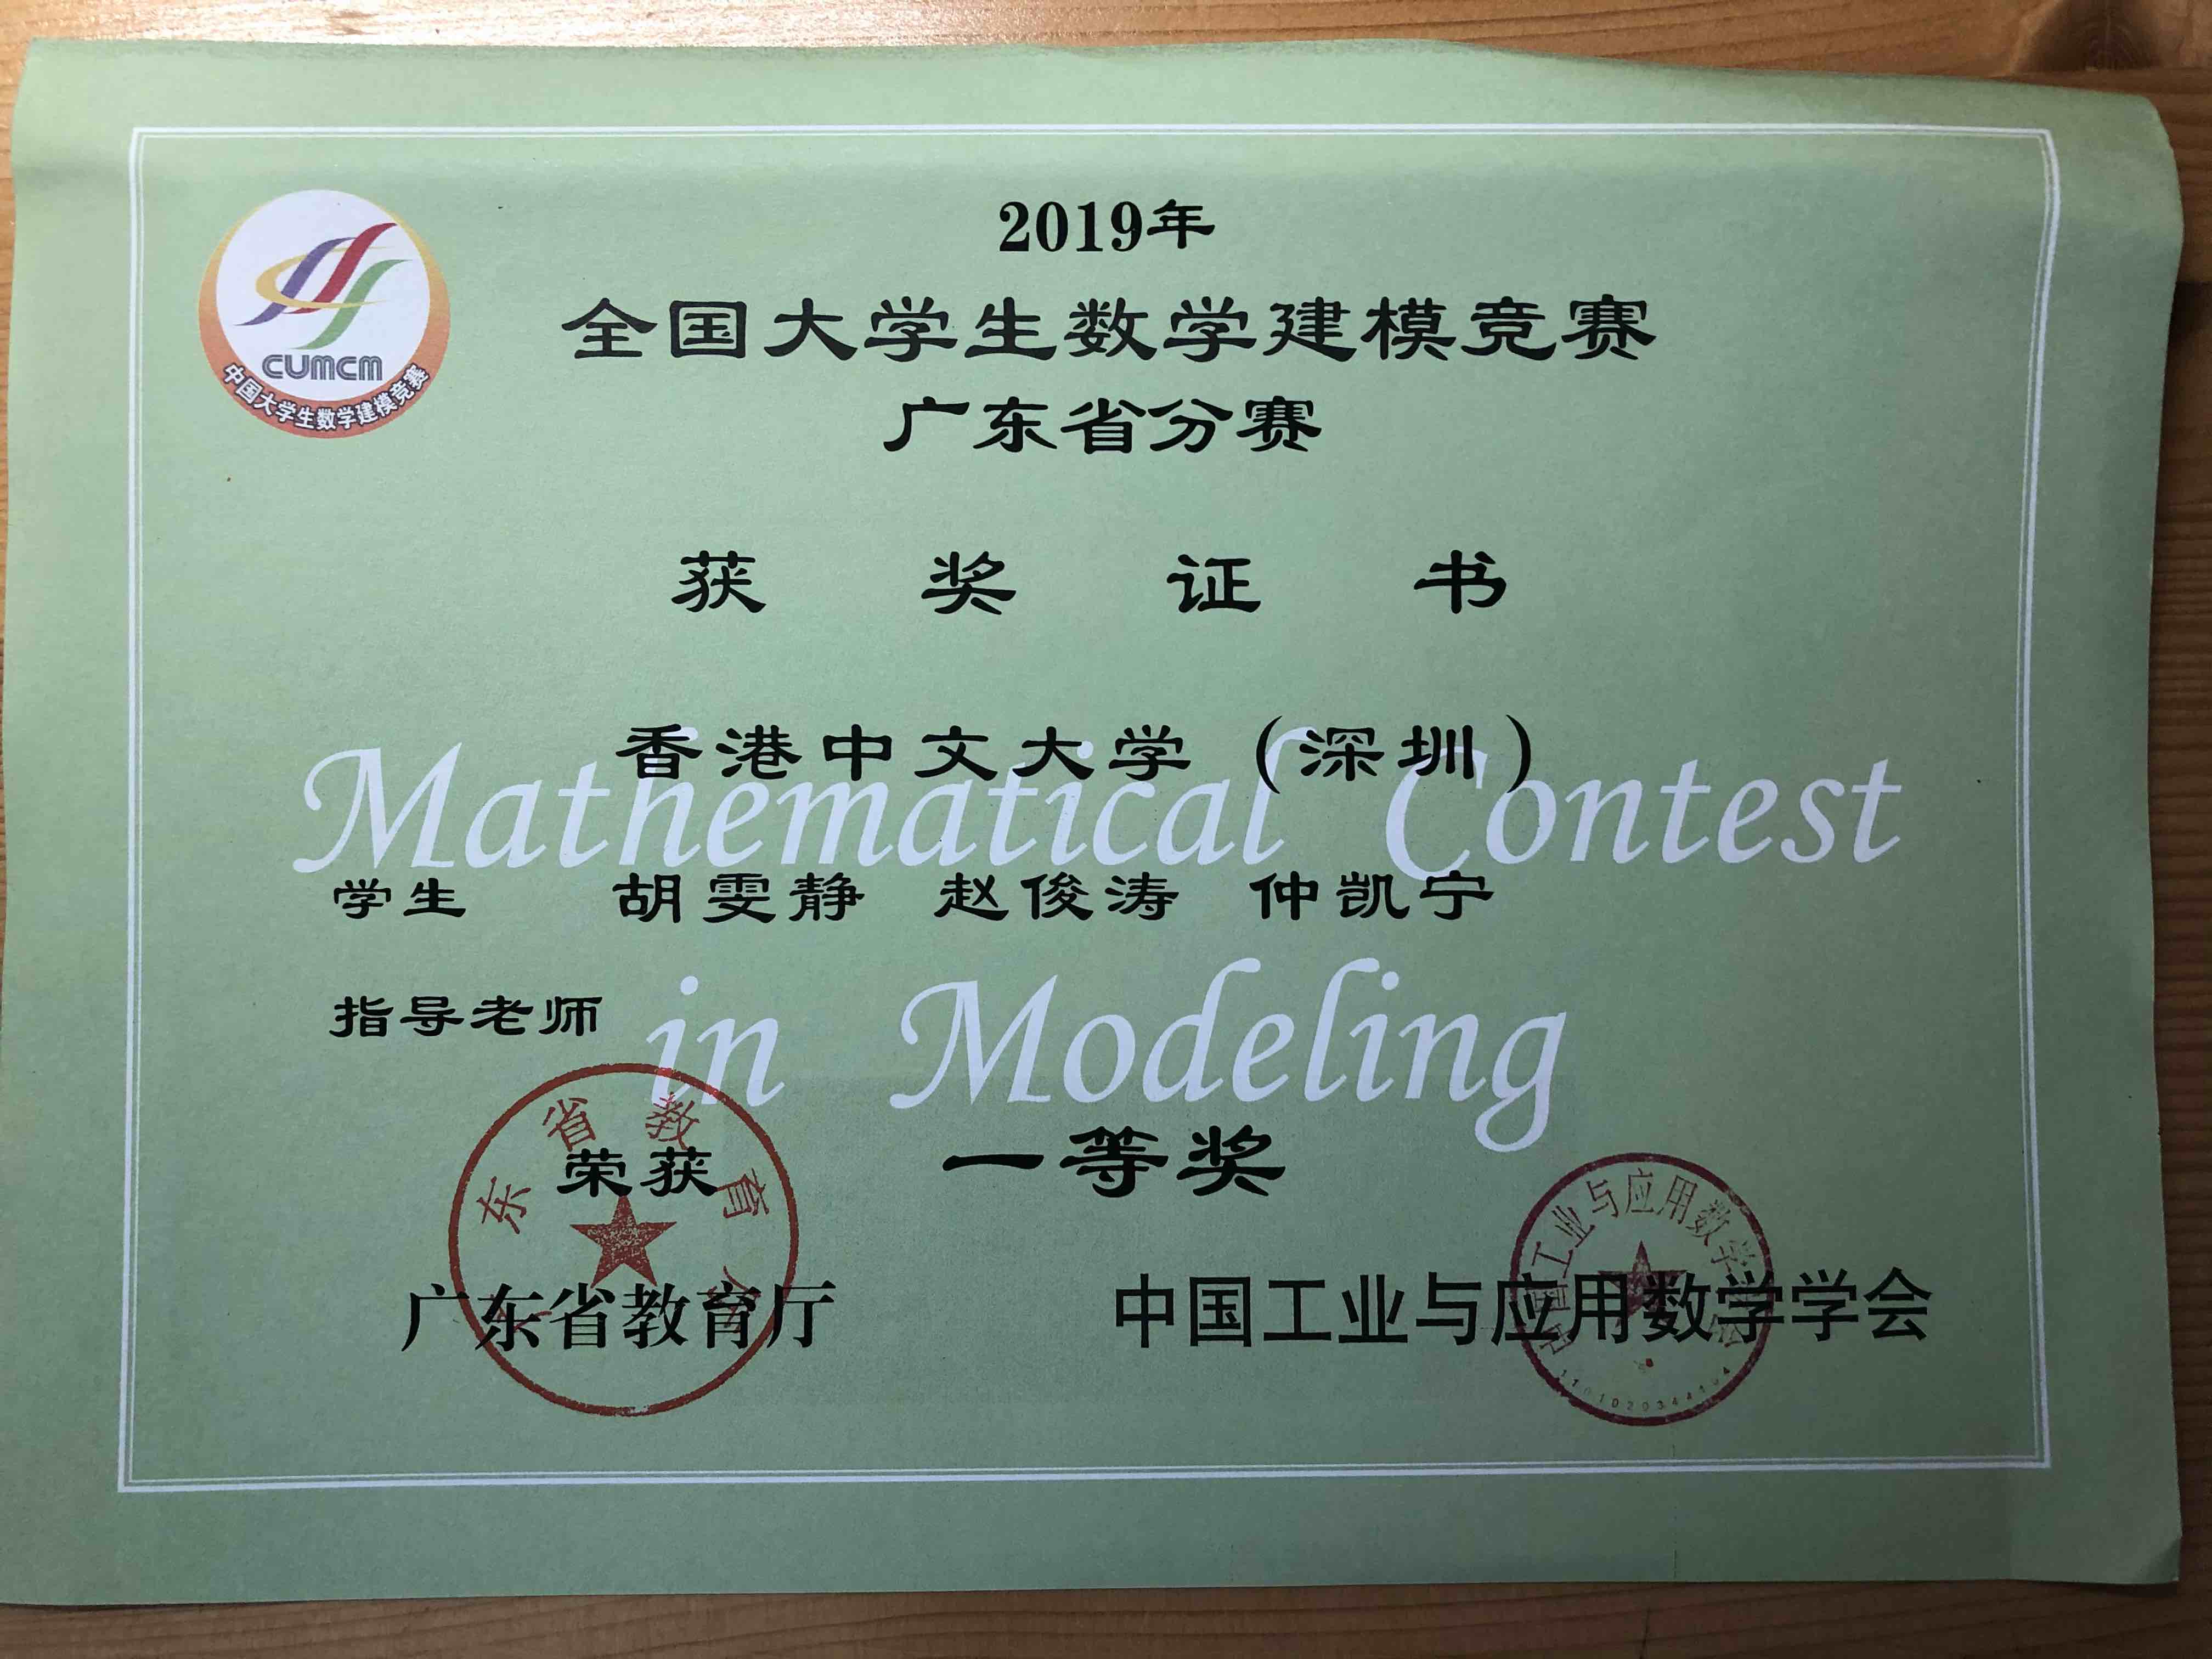 2019年
全国大学生数学建模竞赛
广东省分赛
CUMCM
中国大学生数学建模竞赛
获 奖 证 书
香港中文大学（深圳）
Mathematical Contest
学生 胡雯静 赵俊涛 仲凯宁
指导老师
in Modeling
荣获 一等奖
东省教育
中国工业与应用数学学会
广东省教育厅 中国工业与应用数学学会